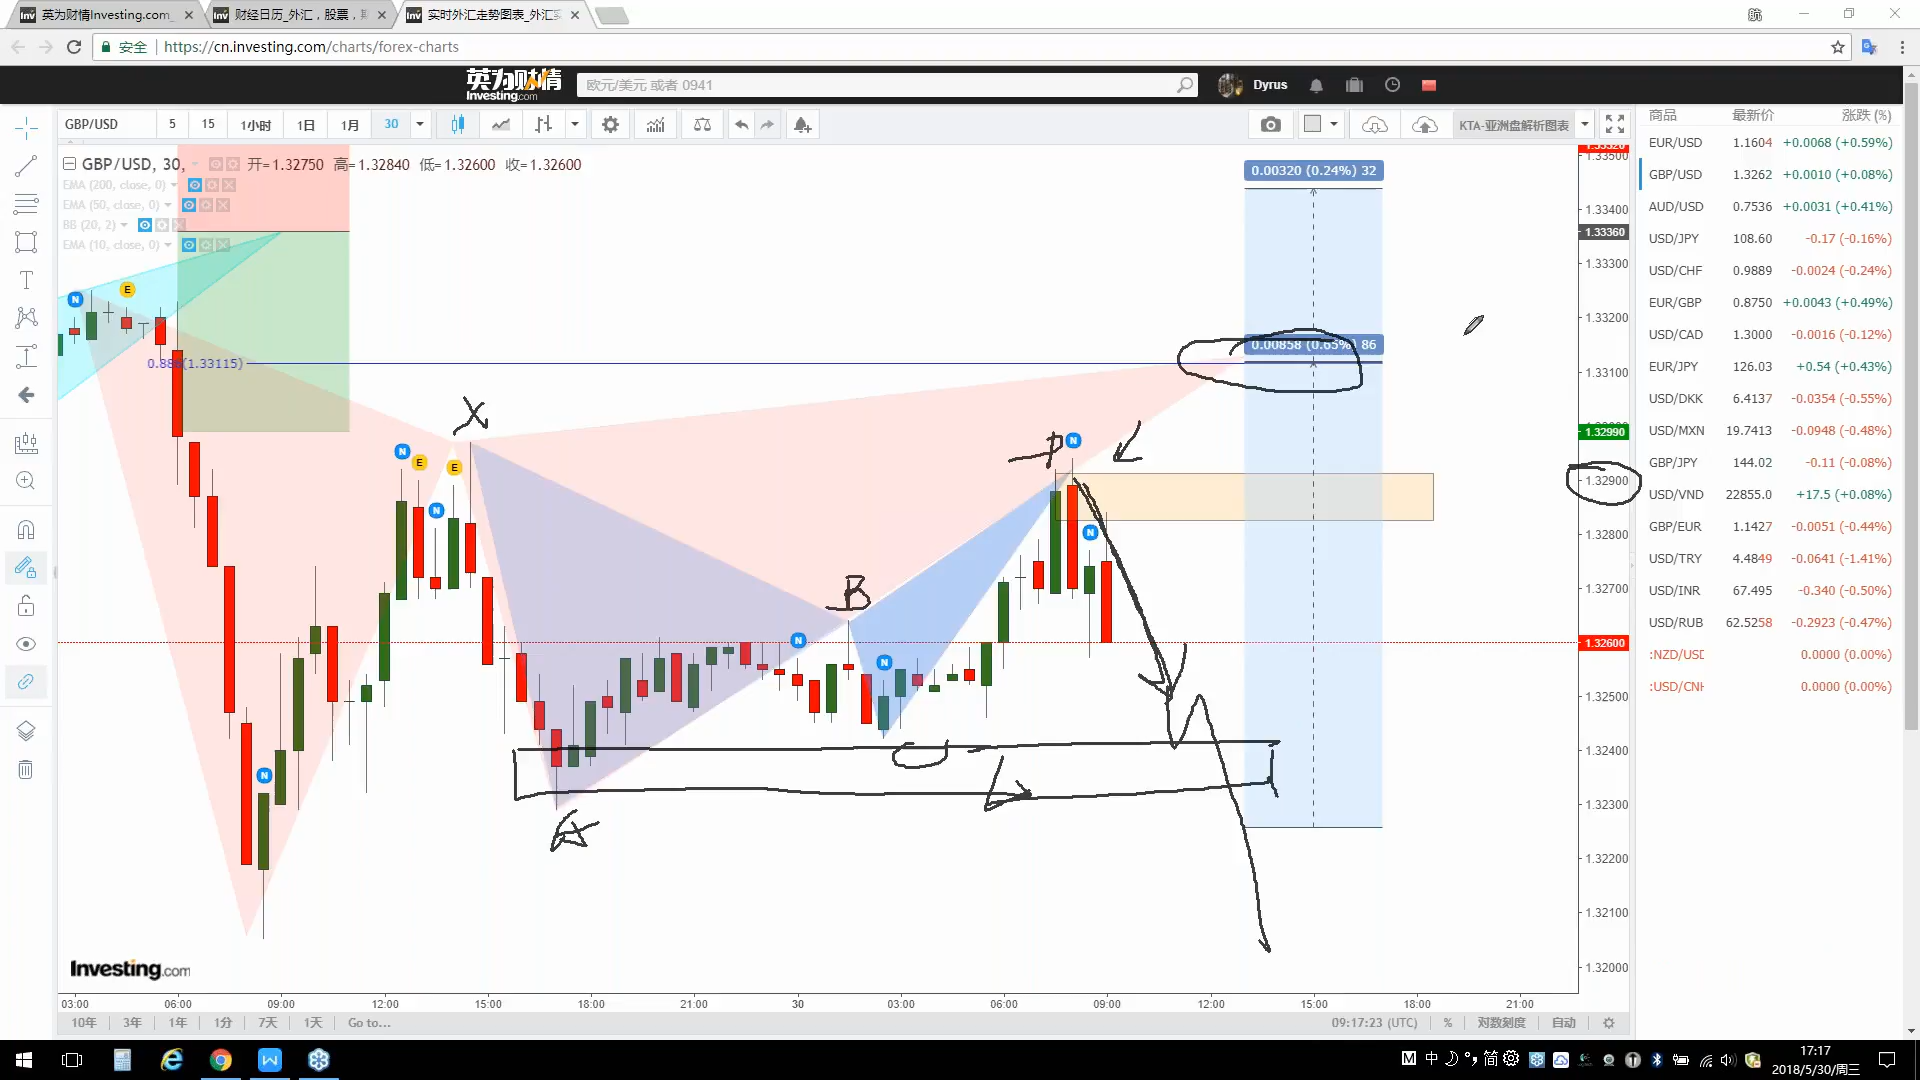 英为财情Investing.com_
财经日历_外汇，股票，期
实时外汇走势图表_外汇实
航
安全 https://cn.investing.com/charts/forex-charts
英为财情
Investing.com
欧元/美元 或者 0941
Dyrus
GBP/USD 5 15 1小时 1日 1月 30
KTA-亚洲盘解析图表
GBP/USD, 30, 开= 1.32750 高= 1.32840 低= 1.32600 收= 1.32600
EMA (200, close, 0)
EMA (50, close, 0)
BB (20, 2)
EMA (10, close, 0)
0.00320 (0.24%) 32
0.00858 (0.65%) 86
0.886(1.33115)
N
E
N
E
E
N
N
N
N
N
N
X
B
1.33500
1.33400
1.33360
1.33300
1.33200
1.33100
1.32990
1.32900
1.32800
1.32700
1.32600
1.32500
1.32400
1.32300
1.32200
1.32100
1.32000
Investing.com
03:00 06:00 09:00 12:00 15:00 18:00 21:00 30 03:00 06:00 09:00 12:00 15:00 18:00 21:00
10年 3年 1年 1分 7天 1天 Go to...
09:17:23 (UTC) % 对数刻度 自动
商品 最新价 涨跌 (%)
EUR/USD 1.1604 +0.0068 (+0.59%)
GBP/USD 1.3262 +0.0010 (+0.08%)
AUD/USD 0.7536 +0.0031 (+0.41%)
USD/JPY 108.60 -0.17 (-0.16%)
USD/CHF 0.9889 -0.0024 (-0.24%)
EUR/GBP 0.8750 +0.0043 (+0.49%)
USD/CAD 1.3000 -0.0016 (-0.12%)
EUR/JPY 126.03 +0.54 (+0.43%)
USD/DKK 6.4137 -0.0354 (-0.55%)
USD/MXN 19.7413 -0.0948 (-0.48%)
GBP/JPY 144.02 -0.11 (-0.08%)
USD/VND 22855.0 +17.5 (+0.08%)
GBP/EUR 1.1427 -0.0051 (-0.44%)
USD/TRY 4.4849 -0.0641 (-1.41%)
USD/INR 67.495 -0.340 (-0.50%)
USD/RUB 62.5258 -0.2923 (-0.47%)
:NZD/USD 0.0000 (0.00%)
:USD/CNH 0.0000 (0.00%)
M 中 简
17:17
2018/5/30/周三